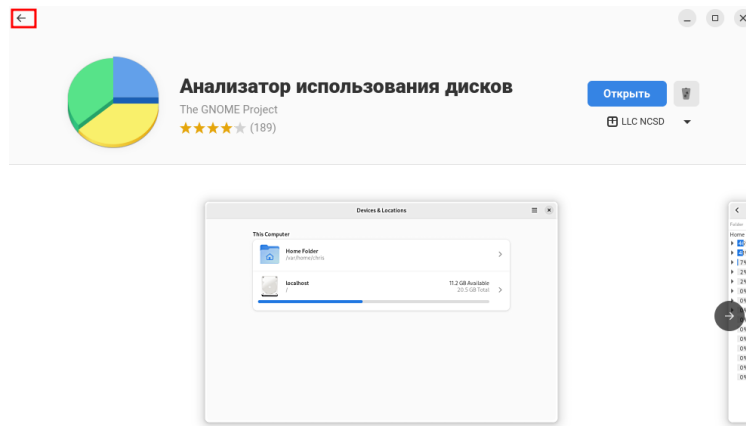 Анализатор использования дисков
The GNOME Project
(189)
Открыть
LLC NCSD
Devices & Locations
This Computer
Home Folder
/var/home/chris
localhost
/
11.2 GB Available
20.5 GB Total
Folder
Home